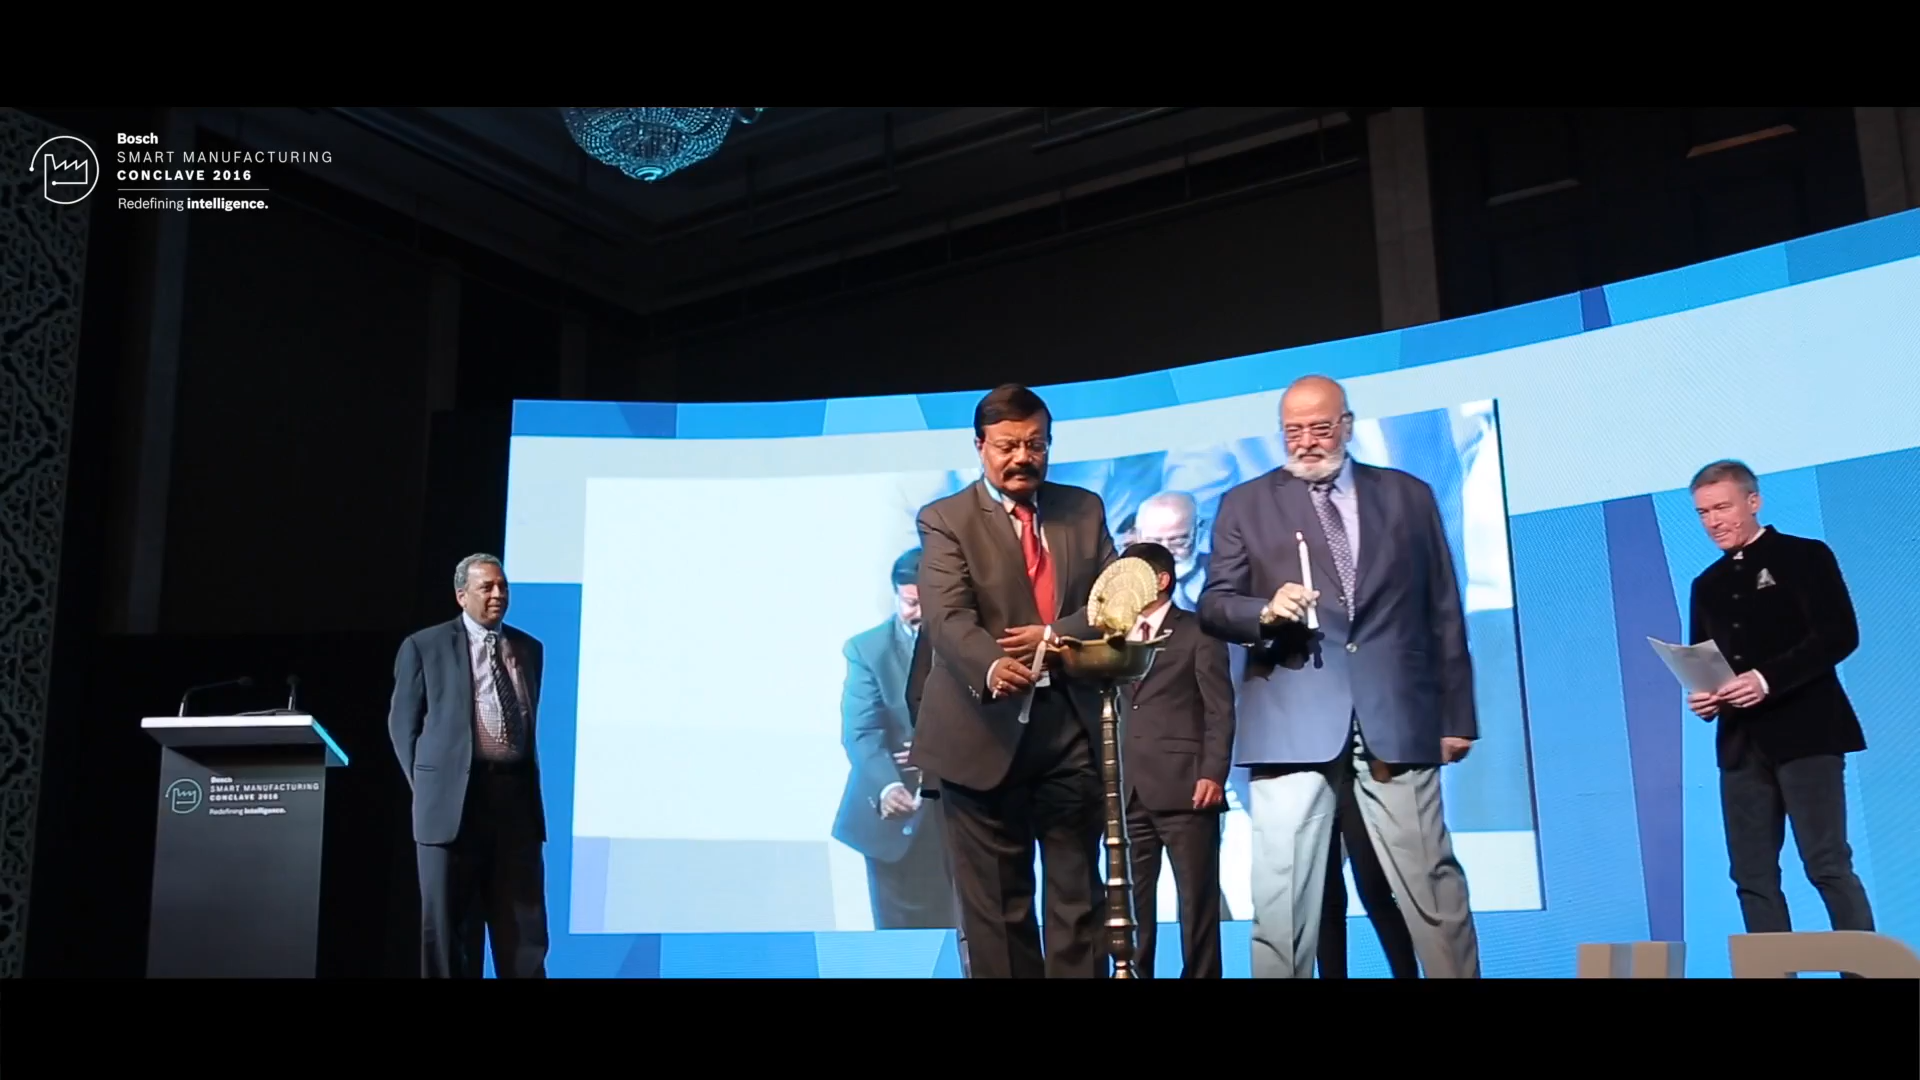 Bosch
SMART MANUFACTURING
CONCLAVE 2016
Redefining intelligence.
Bosch
SMART MANUFACTURING
CONCLAVE 2016
Redefining intelligence.